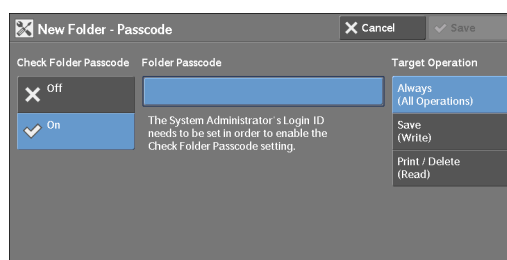 New Folder - Passcode
Cancel
Save
Check Folder Passcode
Folder Passcode
Target Operation
Off
On
The System Administrator's Login ID
needs to be set in order to enable the
Check Folder Passcode setting.
Always
(All Operations)
Save
(Write)
Print / Delete
(Read)